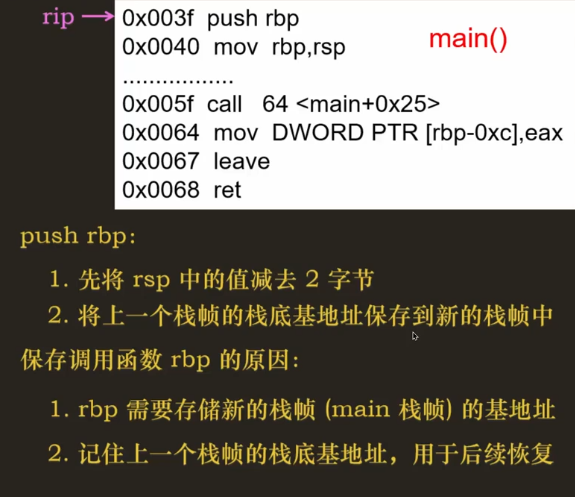 rip
0x003f push rbp
0x0040 mov rbp,rsp
main()
.................
0x005f call 64 <main+0x25>
0x0064 mov DWORD PTR [rbp-0xc],eax
0x0067 leave
0x0068 ret
push rbp:
1. 先将 rsp 中的值减去 2 字节
2. 将上一个栈帧的栈底基地址保存到新的栈帧中
保存调用函数 rbp 的原因:
1. rbp 需要存储新的栈帧 (main 栈帧) 的基地址
2. 记住上一个栈帧的栈底基地址，用于后续恢复